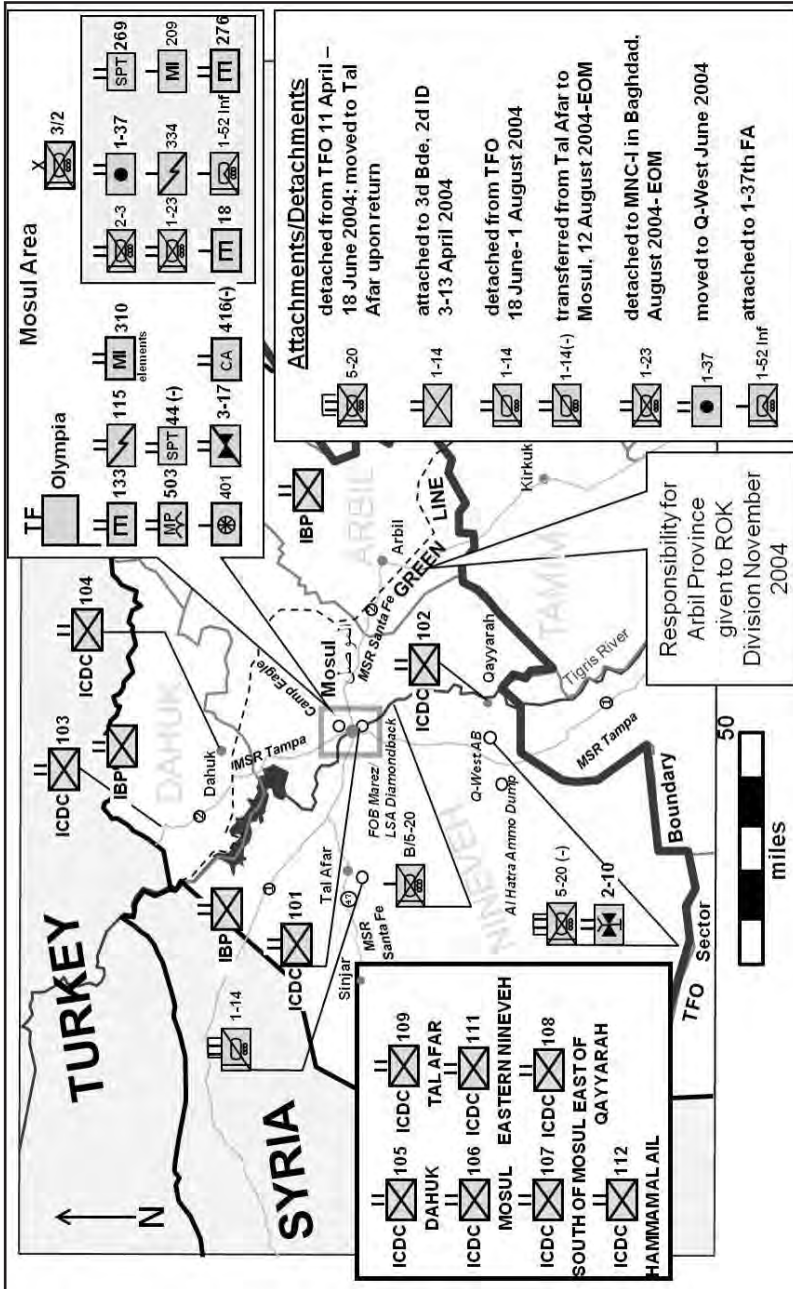 Mosul Area
TF
Olympia
3/2
133
115
310
MI
elements
MP
503
SPT
44 (-)
401
3-17
CA
416(-)
2-3
1-37
SPT
269
1-23
334
MI
209
18
1-52 Inf
276
Attachments/Detachments
5-20
detached from TFO 11 April –
18 June 2004; moved to Tal
Afar upon return
1-14
attached to 3d Bde, 2d ID
3-13 April 2004
1-14
detached from TFO
18 June- 1 August 2004
1-14(-)
transferred from Tal Afar to
Mosul, 12 August 2004-EOM
1-23
detached to MNC-I in Baghdad,
August 2004- EOM
1-37
moved to Q-West June 2004
1-52 Inf
attached to 1-37th FA
N
TURKEY
SYRIA
ICDC
103
ICDC
104
IBP
DAHUK
Dahuk
MSR Tampa
IBP
ARBIL
Arbil
GREEN
LINE
Kirkuk
TAMIM
Camp Eagle
Mosul
الموصل
MSR Santa Fe
IBP
ICDC
101
Tal Afar
Sinjar
47
MSR
Santa Fe
1-14
FOB Marez/
LSA Diamondback
B/5-20
ICDC
102
Qayyarah
Q-West AB
Al Hatra Ammo Dump
NINEVEH
Tigris River
MSR Tampa
5-20 (-)
2-10
TFO
Sector
Boundary
Responsibility for
Arbil Province
given to ROK
Division November
2004
ICDC
105
DAHUK
ICDC
109
TAL AFAR
ICDC
106
MOSUL
ICDC
111
EASTERN NINEVEH
ICDC
107
SOUTH OF MOSUL
ICDC
108
EAST OF
QAYYARAH
ICDC
112
HAMMAM AL AIL
50
miles